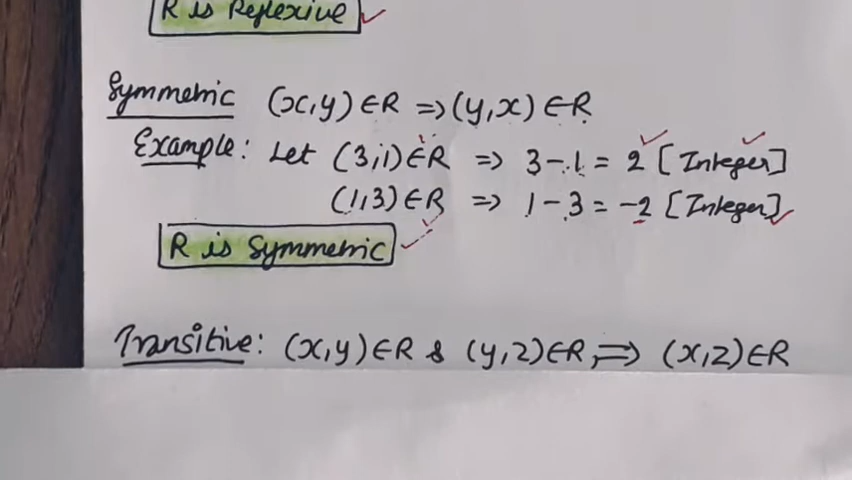 R is Reflexive
Symmetric (x,y) ∈ R ⇒ (y,x) ∈ R
Example: Let (3,1) ∈ R ⇒ 3-1 = 2 [Integer]
(1,3) ∈ R ⇒ 1-3 = -2 [Integer]
R is Symmetric
Transitive: (x,y) ∈ R & (y,z) ∈ R, ⇒ (x,z) ∈ R